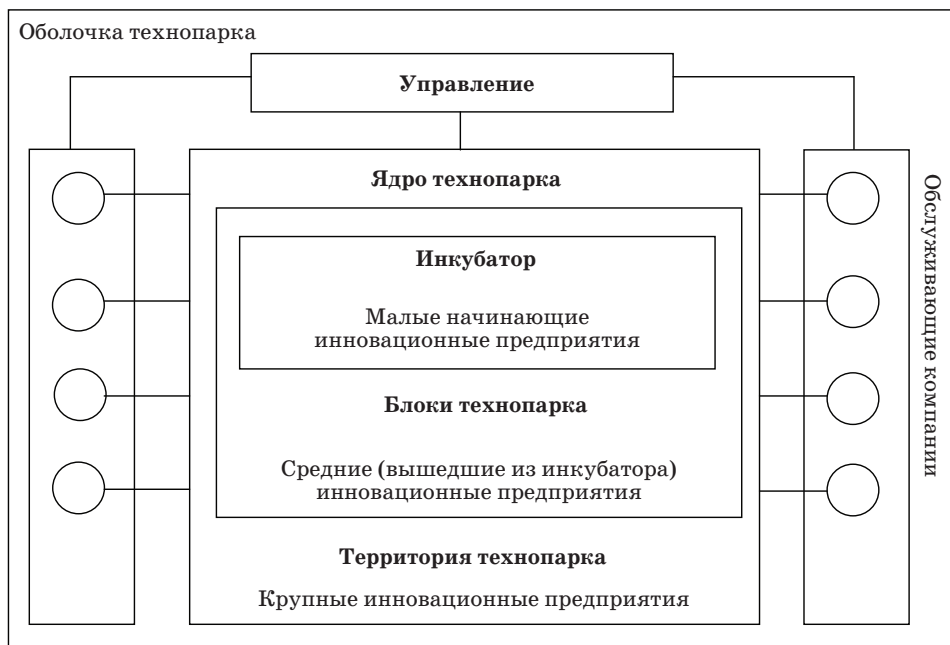 Оболочка технопарка
Управление
Ядро технопарка
Инкубатор
Малые начинающие
инновационные предприятия
Блоки технопарка
Средние (вышедшие из инкубатора)
инновационные предприятия
Территория технопарка
Крупные инновационные предприятия
Обслуживающие компании